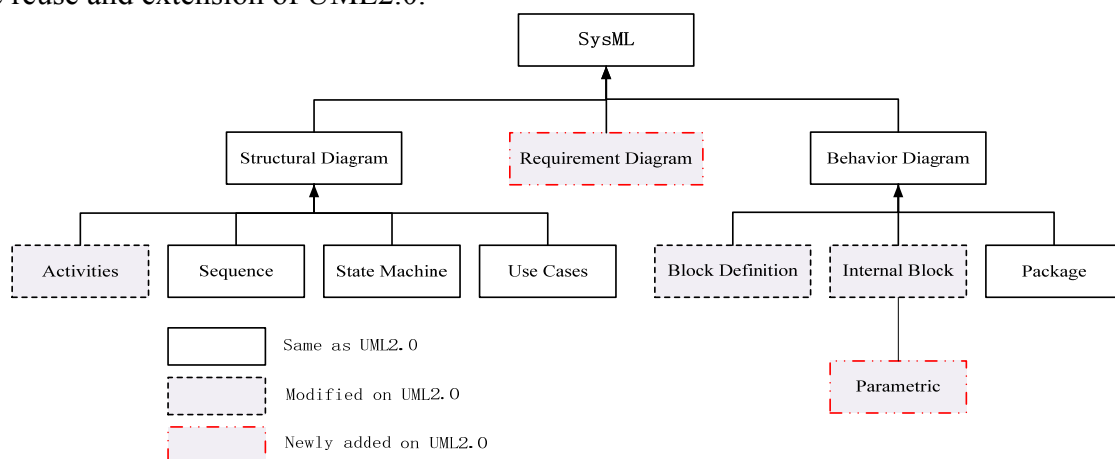 reuse and extension of UML2.0.
SysML
Structural Diagram
Requirement Diagram
Behavior Diagram
Activities
Sequence
State Machine
Use Cases
Block Definition
Internal Block
Package
Parametric
Same as UML2.0
Modified on UML2.0
Newly added on UML2.0